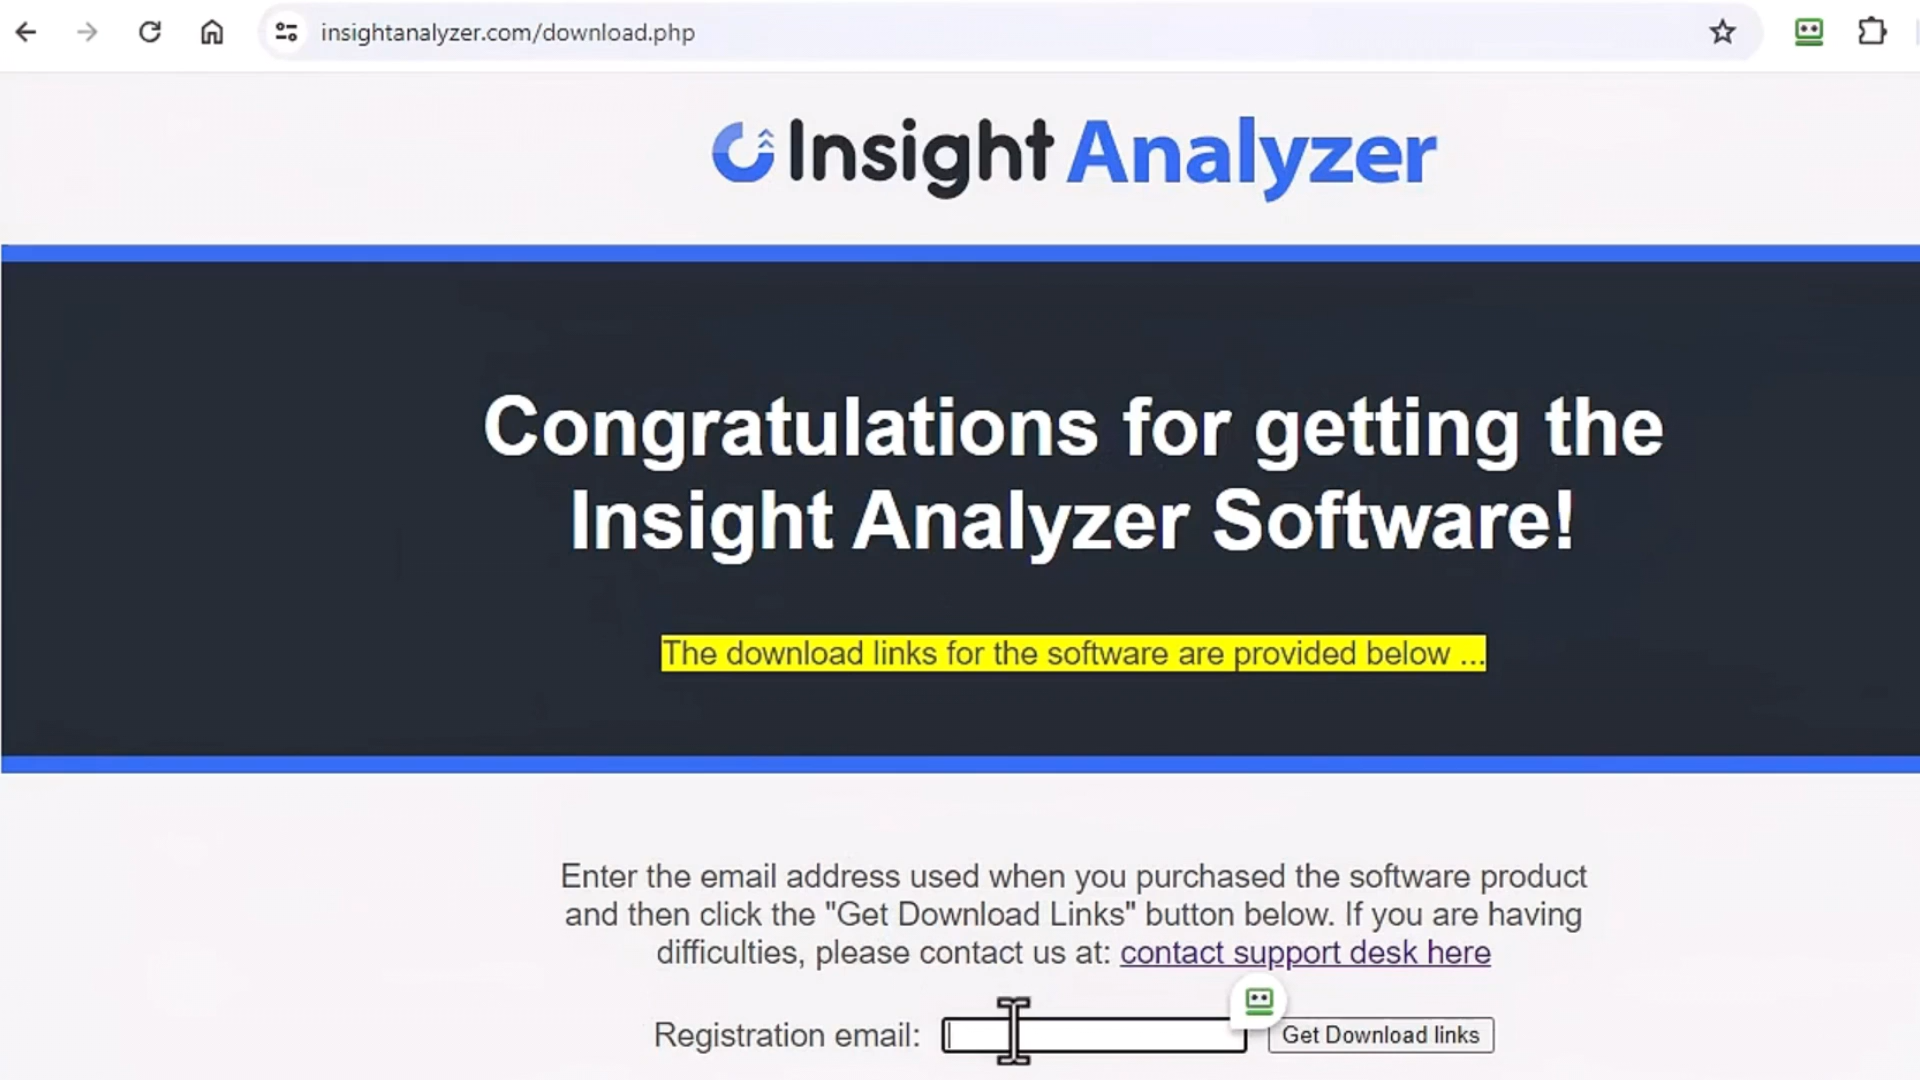 insightanalyzer.com/download.php
Insight Analyzer
Congratulations for getting the
Insight Analyzer Software!
The download links for the software are provided below ...
Enter the email address used when you purchased the software product
and then click the "Get Download Links" button below. If you are having
difficulties, please contact us at: contact support desk here
Registration email:
Get Download links